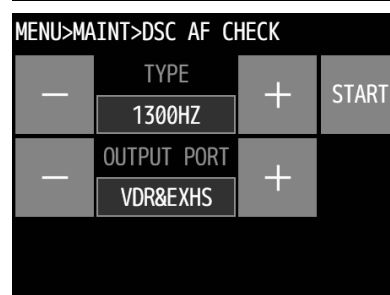 MENU>MAINT>DSC AF CHECK
TYPE
− 1300HZ + START
OUTPUT PORT
− VDR&EXHS +